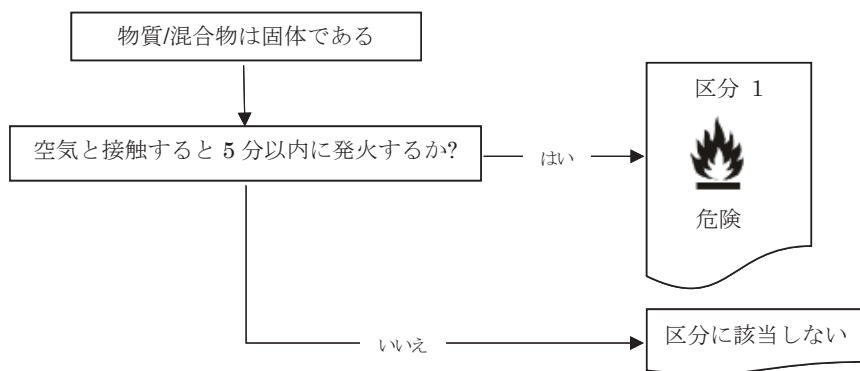 物質/混合物は固体である
区分 1
空気と接触すると 5 分以内に発火するか?
はい
危険
区分に該当しない
いいえ